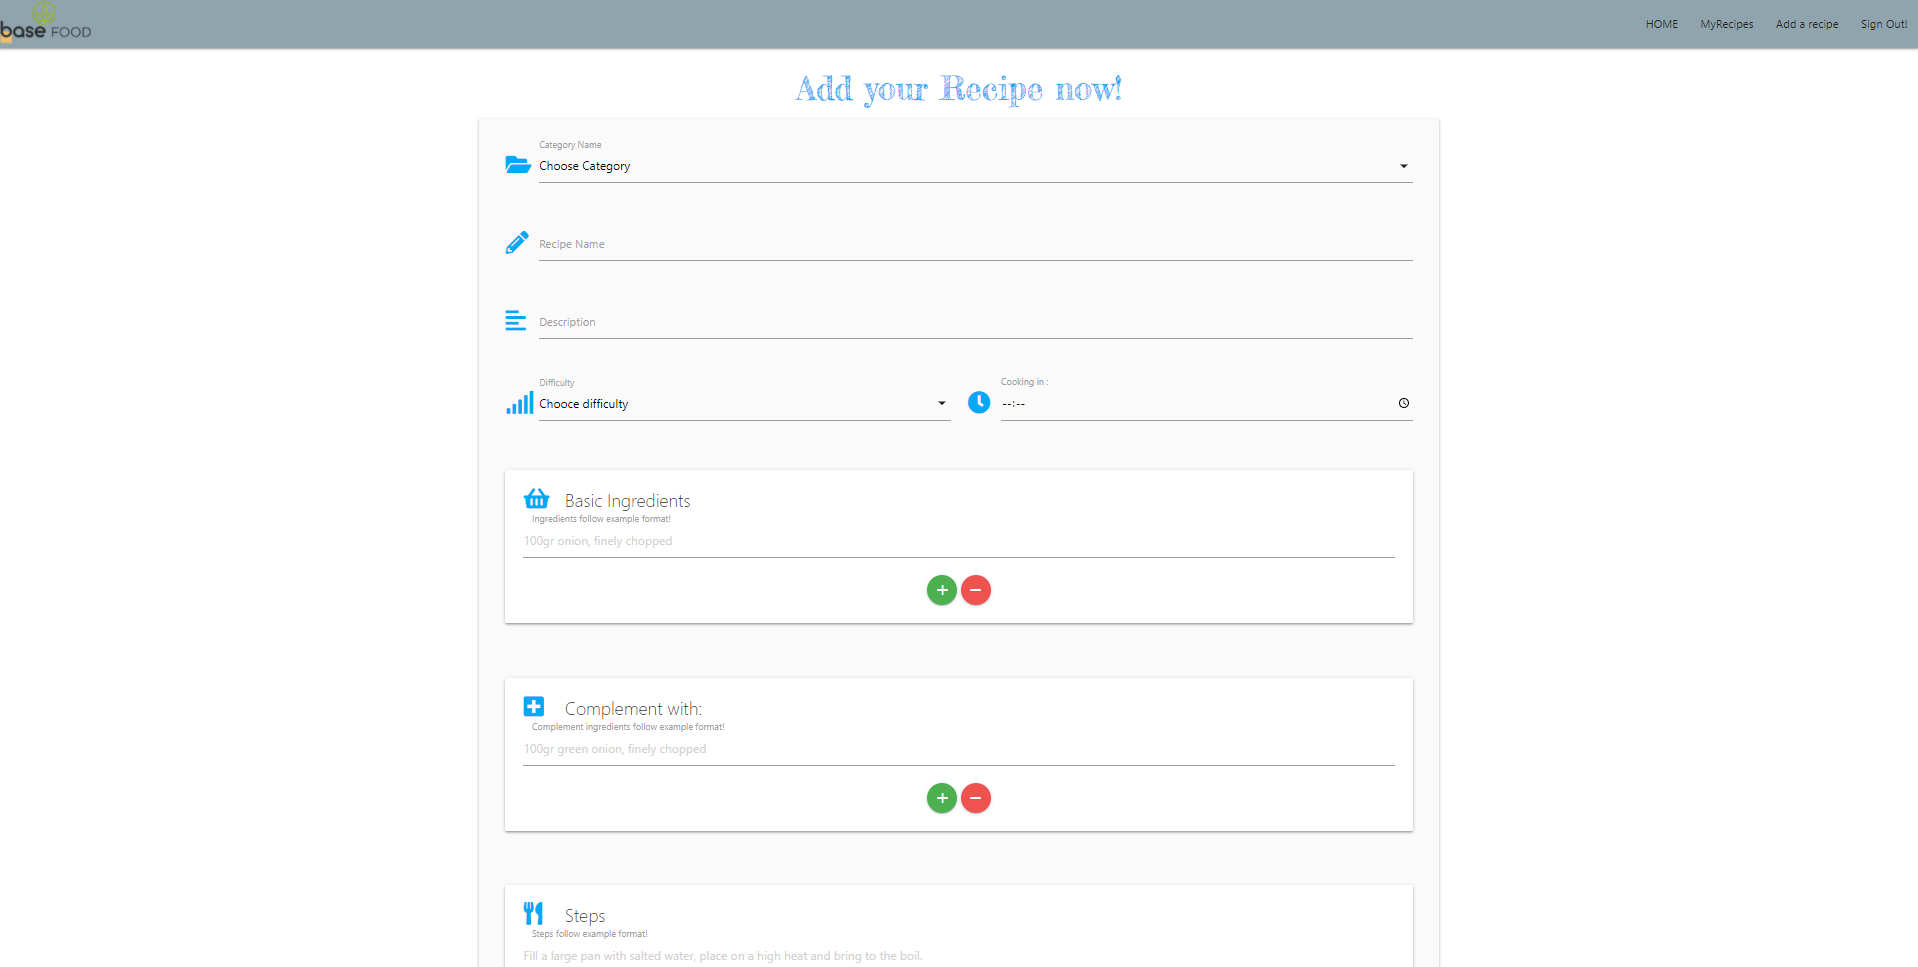 base FOOD
HOME MyRecipes Add a recipe Sign Out!
Add your Recipe now!
Category Name
Choose Category
Recipe Name
Description
Difficulty
Chooce difficulty
Cooking in :
--:--
Basic Ingredients
Ingredients follow example format!
100gr onion, finely chopped
Complement with:
Complement ingredients follow example format!
100gr green onion, finely chopped
Steps
Steps follow example format!
Fill a large pan with salted water, place on a high heat and bring to the boil.